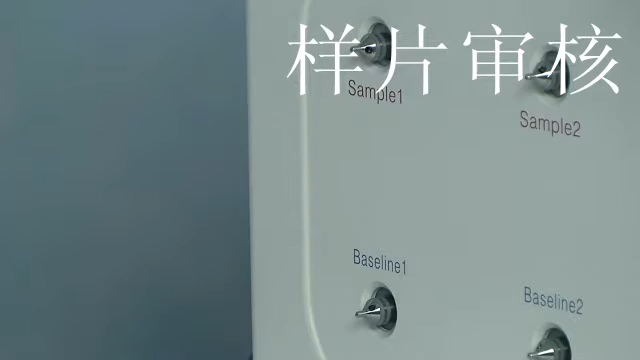 样片审核
Sample1
Sample2
Baseline1
Baseline2